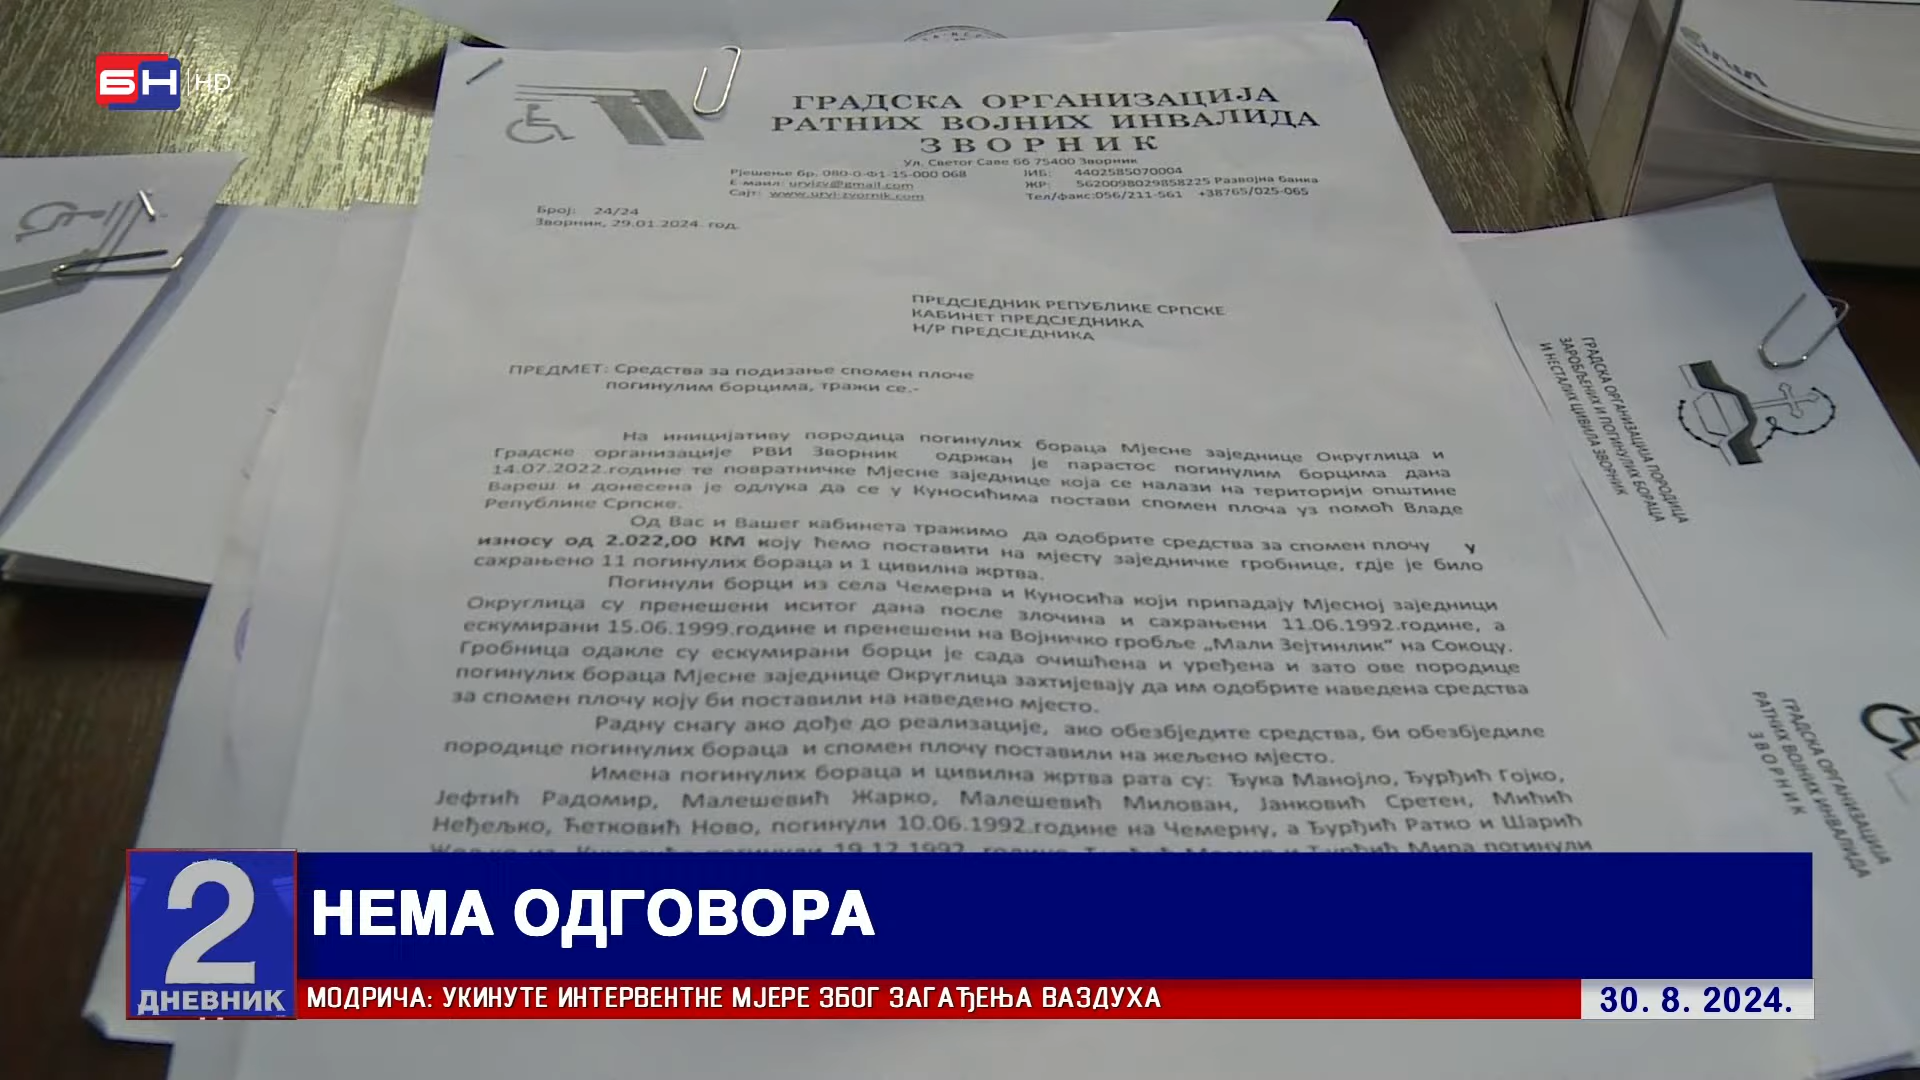 БН HD
ГРАДСКА ОРГАНИЗАЦИЈА
РАТНИХ ВОЈНИХ ИНВАЛИДА
ЗВОРНИК
Ул. Светог Саве бб 75400 Зворник
Рјешење бр. 080-0-Ф1-15-000 068
ЈИБ: 4402585070004
Е-маил: urvizv@gmail.com
ЖР: 5620098029858225 Развојна банка
Сајт: www.urvi-zvornik.com
Тел/факс:056/211-561 +38765/025-065
Број: 24/24
Зворник, 29.01.2024. год.
ПРЕДСЈЕДНИК РЕПУБЛИКЕ СРПСКЕ
КАБИНЕТ ПРЕДСЈЕДНИКА
Н/Р ПРЕДСЈЕДНИКА
ПРЕДМЕТ: Средства за подизање спомен плоче
погинулим борцима, тражи се.-
На иницијативу породица погинулих бораца Мјесне заједнице Округлица и
Градске организације РВИ Зворник одржан је парастос погинулим борцима дана
14.07.2022.године те повратничке Мјесне заједнице која се налази на територији општине
Вареш и донесена је одлука да се у Куносићима постави спомен плоча уз помоћ Владе
Републике Српске.
Од Вас и Вашег кабинета тражимо да одобрите средства за спомен плочу у
износу од 2.022,00 КМ коју ћемо поставити на мјесту заједничке гробнице, гдје је било
сахрањено 11 погинулих бораца и 1 цивилна жртва.
Погинули борци из села Чемерна и Куносића који припадају Мјесној заједници
Округлица су пренешени иситог дана после злочина и сахрањени 11.06.1992.године, а
ескумирани 15.06.1999.године и пренешени на Војничко гробље „Мали Зејтинлик“ на Сокоцу.
Гробница одакле су ескумирани борци је сада очишћена и уређена и зато ове породице
погинулих бораца Мјесне заједнице Округлица захтијевају да им одобрите наведена средства
за спомен плочу коју би поставили на наведено мјесто.
Радну снагу ако дође до реализације, ако обезбједите средства, би обезбједиле
породице погинулих бораца и спомен плочу поставили на жељено мјесто.
Имена погинулих бораца и цивилна жртва рата су: Ђука Манојло, Ђурђић Гојко,
Јефтић Радомир, Малешевић Жарко, Малешевић Милован, Јанковић Сретен, Мићић
Неђељко, Ћетковић Ново, погинули 10.06.1992.године на Чемерну, а Ђурђић Ратко и Шарић
19.12.1992. Ђурђић Мира погинули
ГРАДСКА ОРГАНИЗАЦИЈА ПОРОДИЦА
ЗАРОБЉЕНИХ И ПОГИНУЛИХ БОРАЦА
И НЕСТАЛИХ ЦИВИЛА ЗВОРНИК
ГРАДСКА ОРГАНИЗАЦИЈА
РАТНИХ ВОЈНИХ ИНВАЛИДА
ЗВОРНИК
2
ДНЕВНИК
НЕМА ОДГОВОРА
МОДРИЧА: УКИНУТЕ ИНТЕРВЕНТНЕ МЈЕРЕ ЗБОГ ЗАГАЂЕЊА ВАЗДУХА
30. 8. 2024.